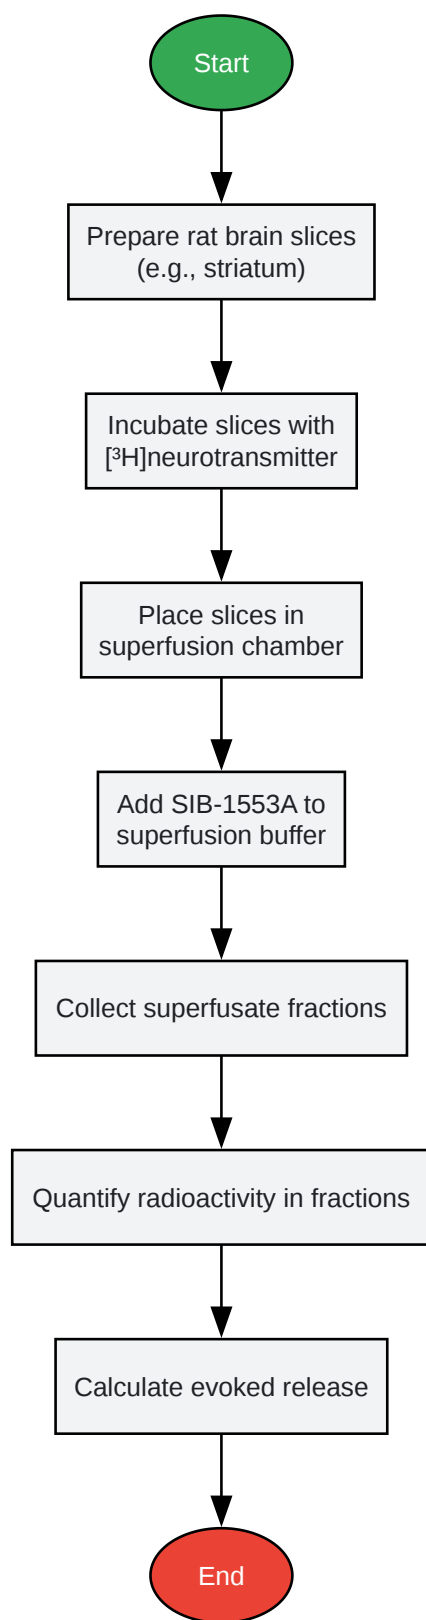 Start
Prepare rat brain slices
(e.g., striatum)
Incubate slices with
[³H]neurotransmitter
Place slices in
superfusion chamber
Add SIB-1553A to
superfusion buffer
Collect superfusate fractions
Quantify radioactivity in fractions
Calculate evoked release
End